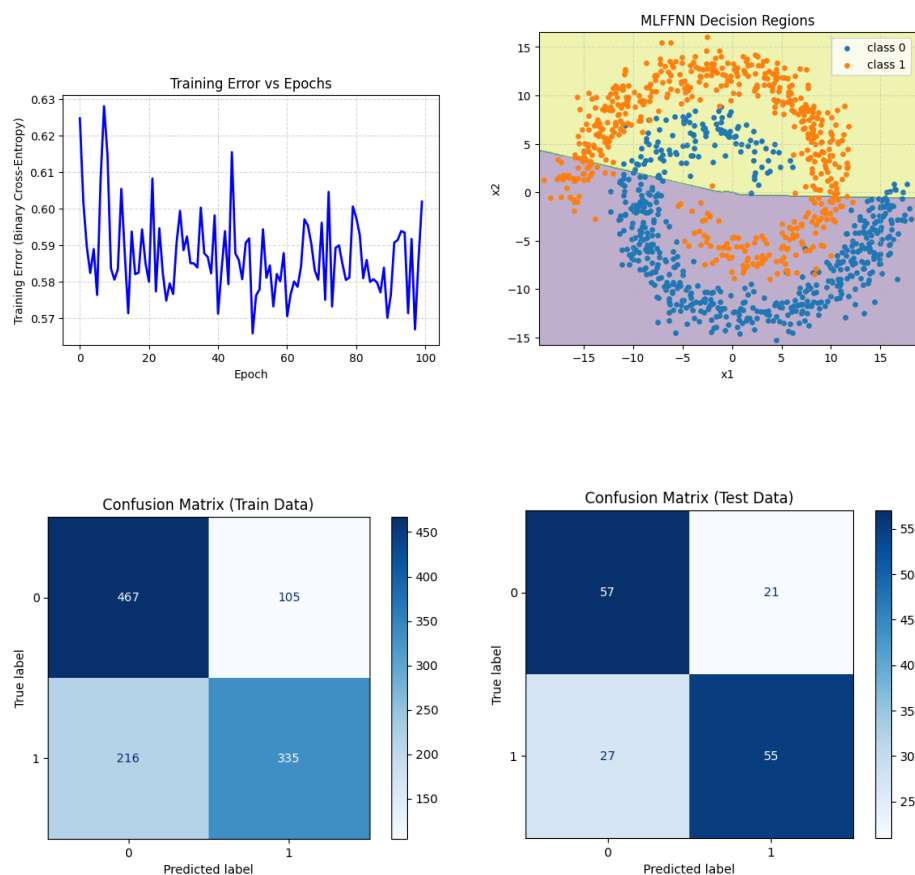 Training Error vs Epochs
Training Error (Binary Cross-Entropy)
0.63
0.62
0.61
0.60
0.59
0.58
0.57
0 20 40 60 80 100
Epoch
MLFFNN Decision Regions
class 0
class 1
x2
15
10
5
0
−5
−10
−15
−15 −10 −5 0 5 10 15
x1
Confusion Matrix (Train Data)
True label
0
1
467 105
216 335
0 1
Predicted label
450
400
350
300
250
200
150
Confusion Matrix (Test Data)
True label
0
1
57 21
27 55
0 1
Predicted label
55
50
45
40
35
30
25